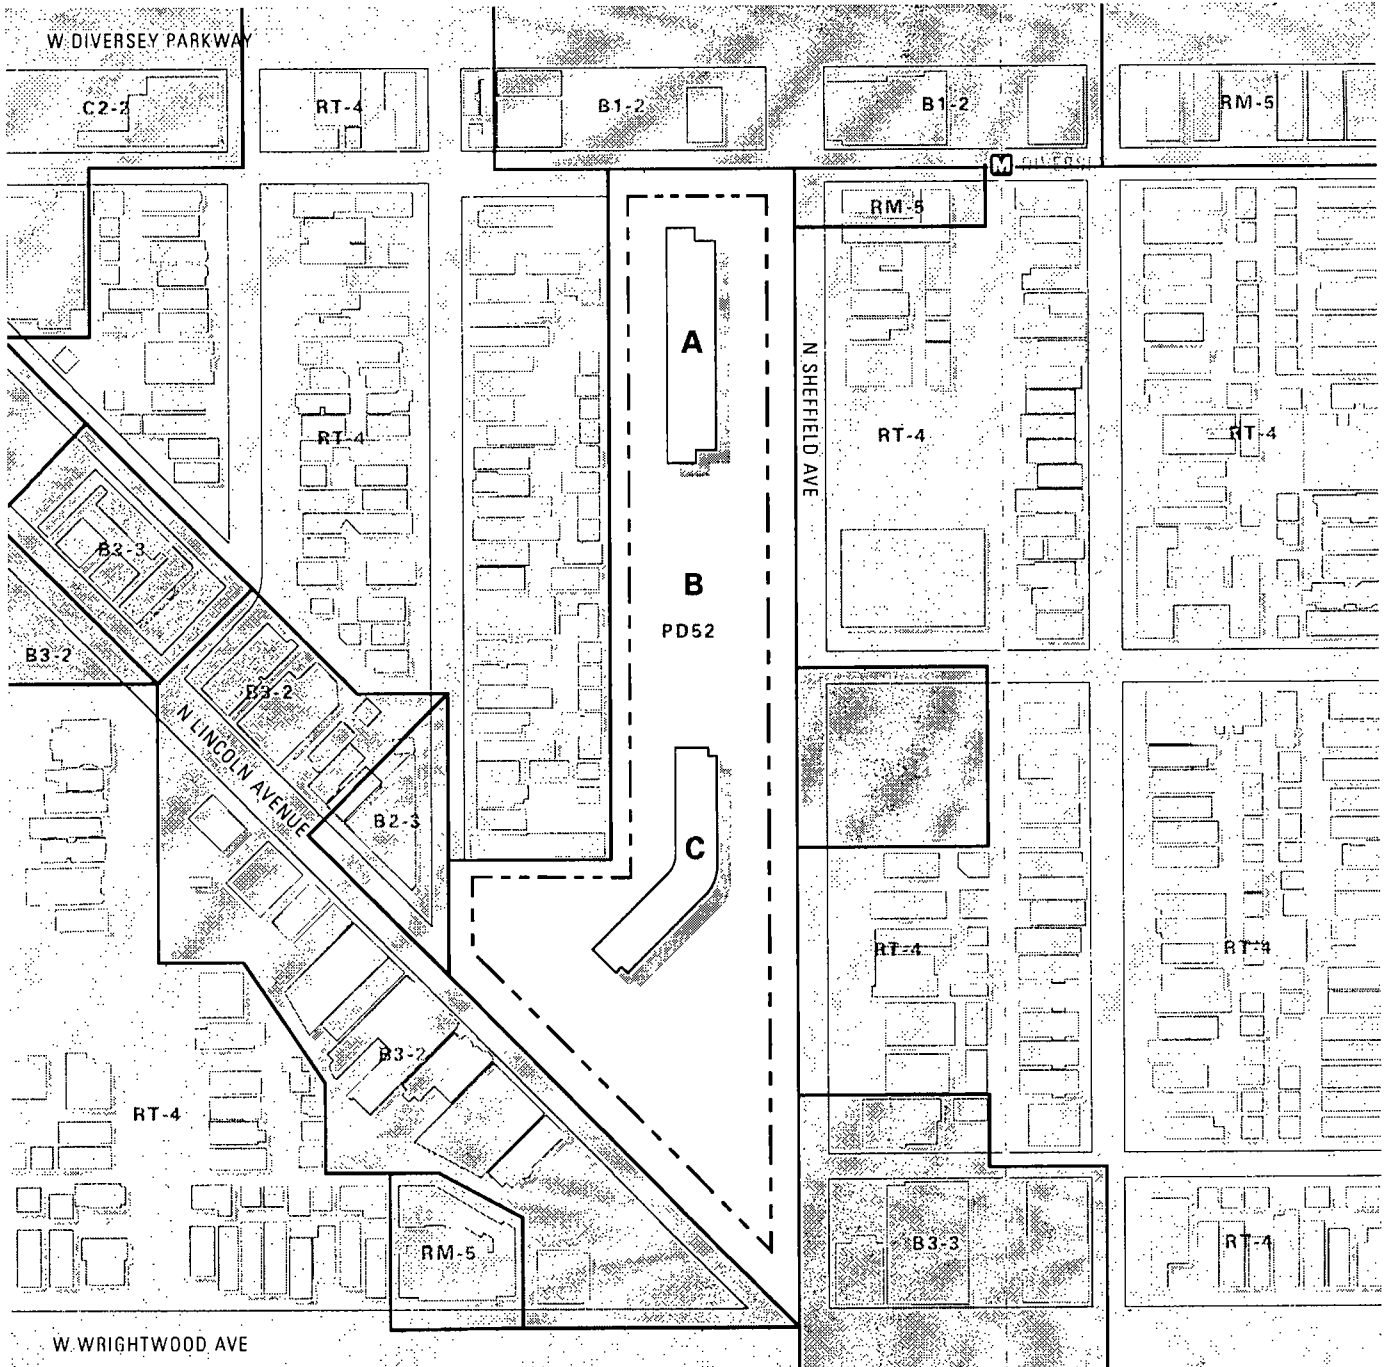 W DIVERSEY PARKWAY
C2-2
RT-4
B1-2
B1-2
RM-5
M
RM-5
A
N SHEFFIELD AVE
RT-4
RT-4
RT-4
B3-3
B
PD52
B3-2
B3-2
N LINCOLN AVENUE
B2-3
C
RT-4
RT-4
B3-2
RT-4
RM-5
B3-3
RT-4
W WRIGHTWOOD AVE